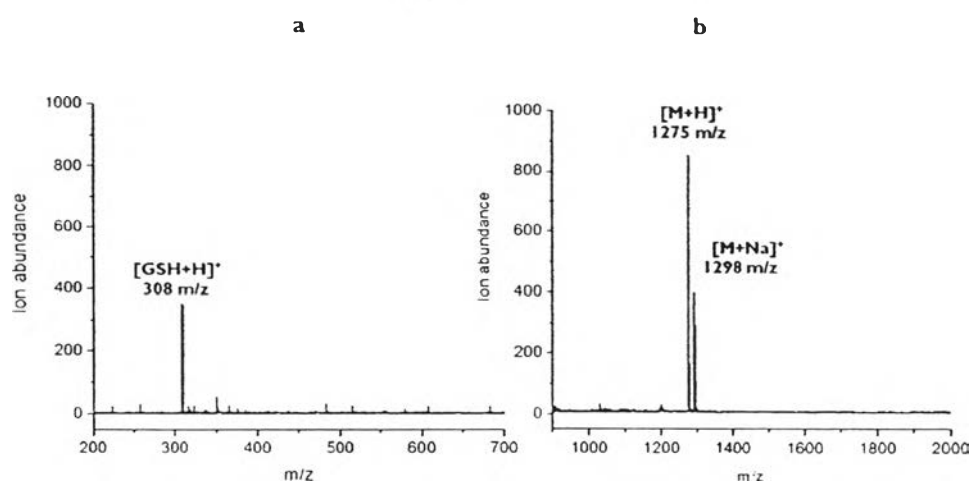 a
b
1000
800
600
400
200
0
Ion abundance
[GSH+H]⁺
308 m/z
200
300
400
500
600
700
m/z
1000
800
600
400
200
0
Ion abundance
[M+H]⁺
1275 m/z
[M+Na]⁺
1298 m/z
1000
1200
1400
1600
1800
2000
m/z